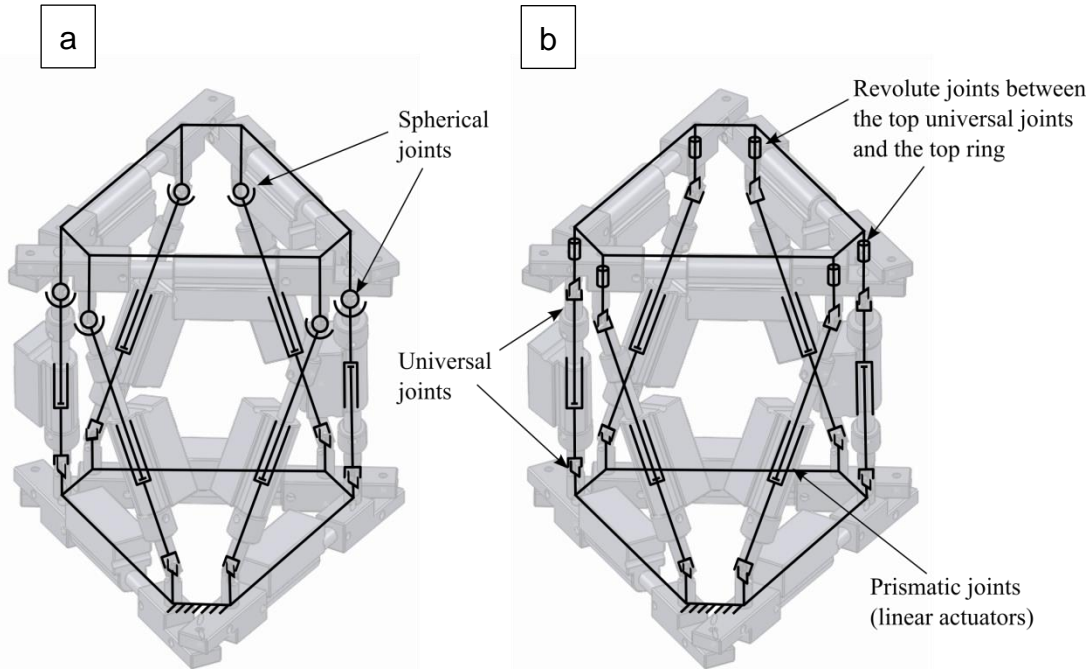 a
b
Spherical
joints
Revolute joints between
the top universal joints
and the top ring
Universal
joints
Prismatic joints
(linear actuators)